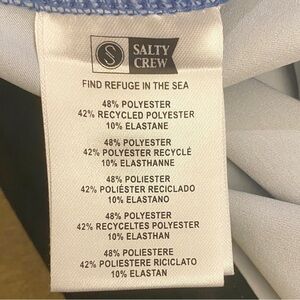 SALTY
CREW
FIND REFUGE IN THE SEA
48% POLYESTER
42% RECYCLED POLYESTER
10% ELASTANE
48% POLYESTER
42% POLYESTER RECYCLÉ
10% ELASTHANNE
48% POLIESTER
42% POLIÉSTER RECICLADO
10% ELASTANO
48% POLYESTER
42% RECYCELTES POLYESTER
10% ELASTHAN
48% POLIESTERE
42% POLIESTERE RICICLATO
10% ELASTAN